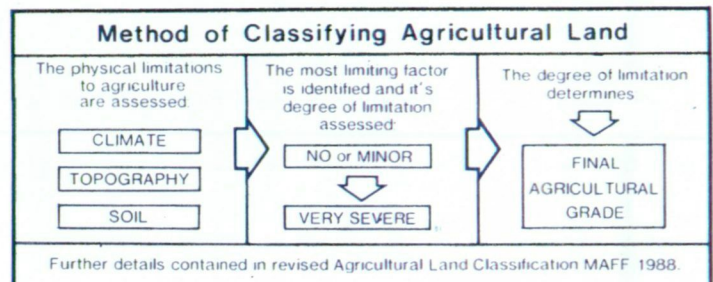 Method of Classifying Agricultural Land
The physical limitations
to agriculture
are assessed
CLIMATE
TOPOGRAPHY
SOIL
The most limiting factor
is identified and it's
degree of limitation
assessed
NO or MINOR
VERY SEVERE
The degree of limitation
determines
FINAL
AGRICULTURAL
GRADE
Further details contained in revised Agricultural Land Classification MAFF 1988.